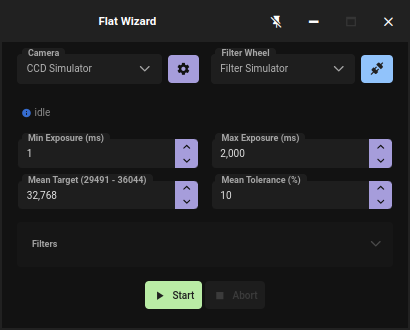 Flat Wizard
Camera
Filter Wheel
CCD Simulator
Filter Simulator
idle
Min Exposure (ms)
Max Exposure (ms)
1
2,000
Mean Target (29491 - 36044)
Mean Tolerance (%)
32,768
10
Filters
Start
Abort